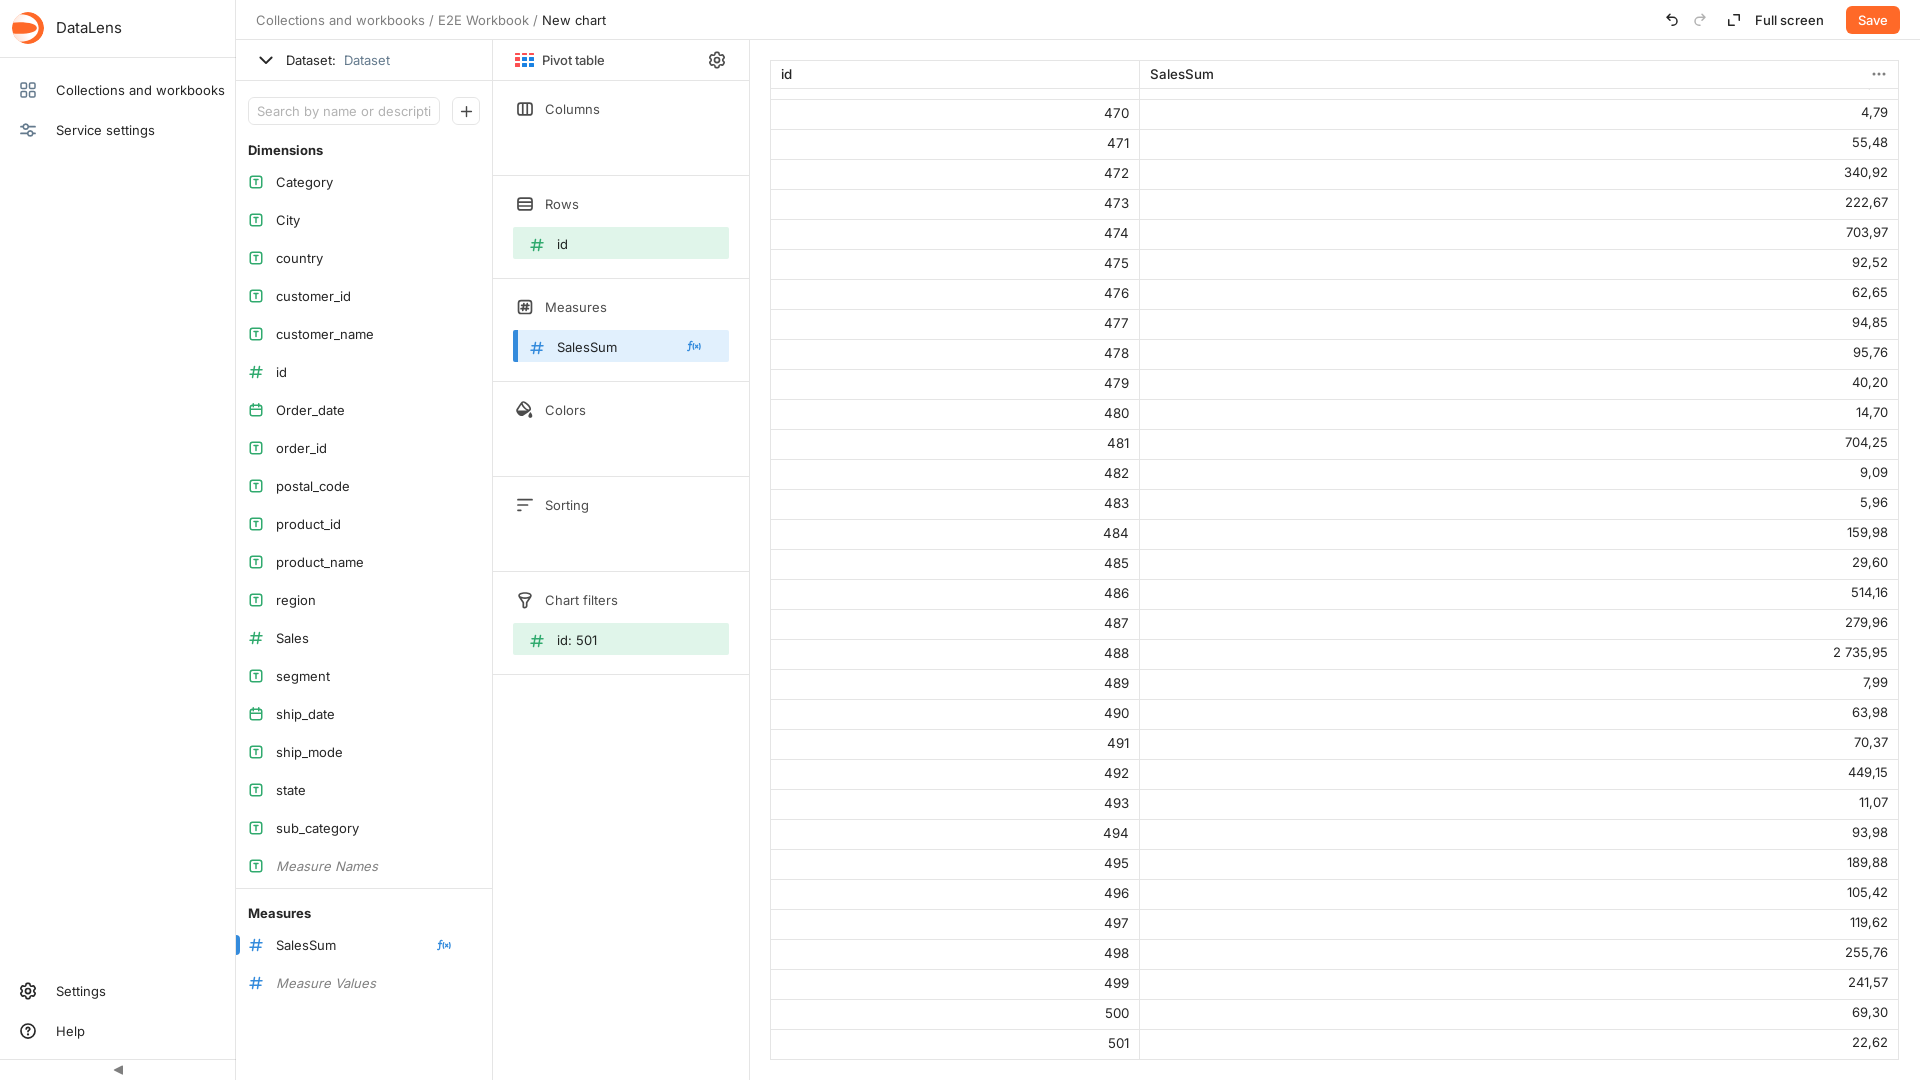 DataLens
Collections and workbooks
Service settings
Settings
Help
Collections and workbooks / E2E Workbook / New chart
Full screen
Save
Dataset: Dataset
Search by name or descripti
Dimensions
Category
City
country
customer_id
customer_name
id
Order_date
order_id
postal_code
product_id
product_name
region
Sales
segment
ship_date
ship_mode
state
sub_category
Measure Names
Measures
SalesSum
Measure Values
Pivot table
Columns
Rows
id
Measures
SalesSum
Colors
Sorting
Chart filters
id: 501
id SalesSum
470 4,79
471 55,48
472 340,92
473 222,67
474 703,97
475 92,52
476 62,65
477 94,85
478 95,76
479 40,20
480 14,70
481 704,25
482 9,09
483 5,96
484 159,98
485 29,60
486 514,16
487 279,96
488 2 735,95
489 7,99
490 63,98
491 70,37
492 449,15
493 11,07
494 93,98
495 189,88
496 105,42
497 119,62
498 255,76
499 241,57
500 69,30
501 22,62